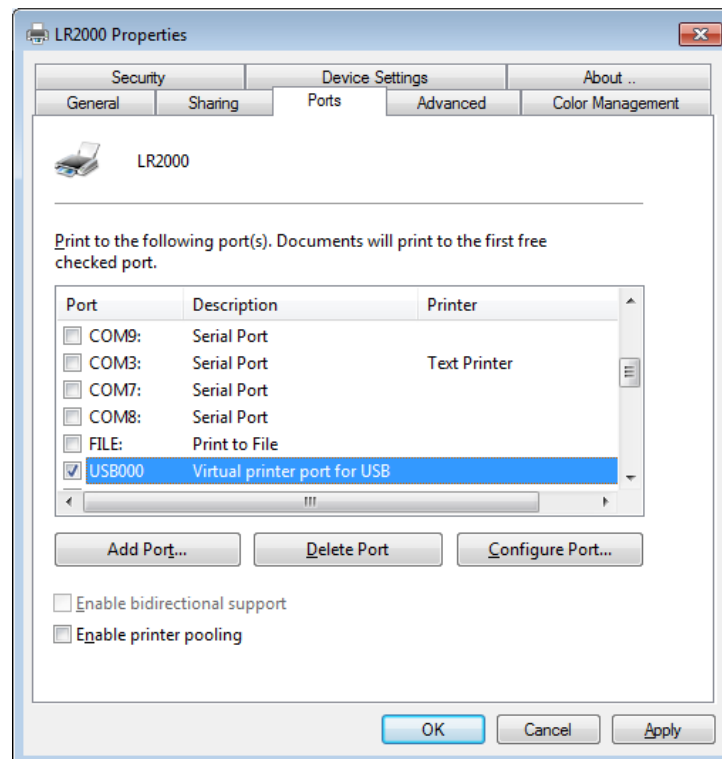 LR2000 Properties
Security Device Settings About ..
General Sharing Ports Advanced Color Management
LR2000
Print to the following port(s). Documents will print to the first free
checked port.
Port Description Printer
COM9: Serial Port
COM3: Serial Port Text Printer
COM7: Serial Port
COM8: Serial Port
FILE: Print to File
USB000 Virtual printer port for USB
Add Port... Delete Port Configure Port...
Enable bidirectional support
Enable printer pooling
OK Cancel Apply